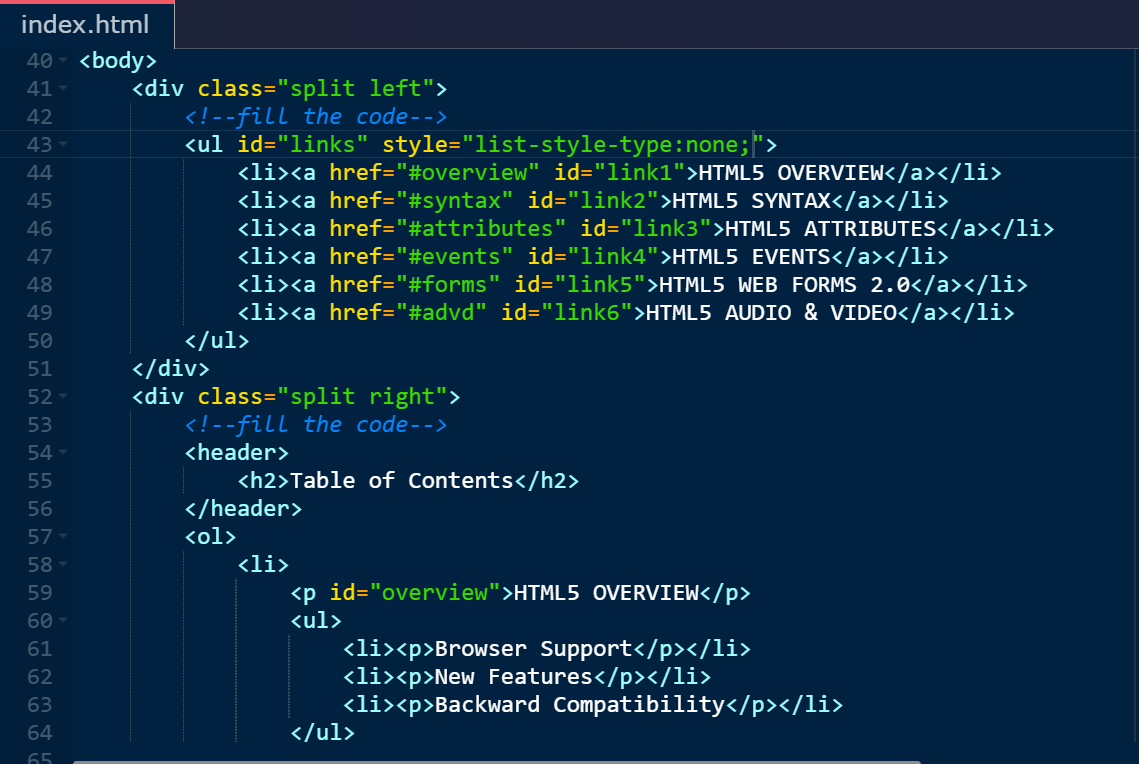 index.html
40 <body>
41 <div class="split left">
42 <!--fill the code-->
43 <ul id="links" style="list-style-type:none;">
44 <li><a href="#overview" id="link1">HTML5 OVERVIEW</a></li>
45 <li><a href="#syntax" id="link2">HTML5 SYNTAX</a></li>
46 <li><a href="#attributes" id="link3">HTML5 ATTRIBUTES</a></li>
47 <li><a href="#events" id="link4">HTML5 EVENTS</a></li>
48 <li><a href="#forms" id="link5">HTML5 WEB FORMS 2.0</a></li>
49 <li><a href="#advd" id="link6">HTML5 AUDIO & VIDEO</a></li>
50 </ul>
51 </div>
52 <div class="split right">
53 <!--fill the code-->
54 <header>
55 <h2>Table of Contents</h2>
56 </header>
57 <ol>
58 <li>
59 <p id="overview">HTML5 OVERVIEW</p>
60 <ul>
61 <li><p>Browser Support</p></li>
62 <li><p>New Features</p></li>
63 <li><p>Backward Compatibility</p></li>
64 </ul>
65